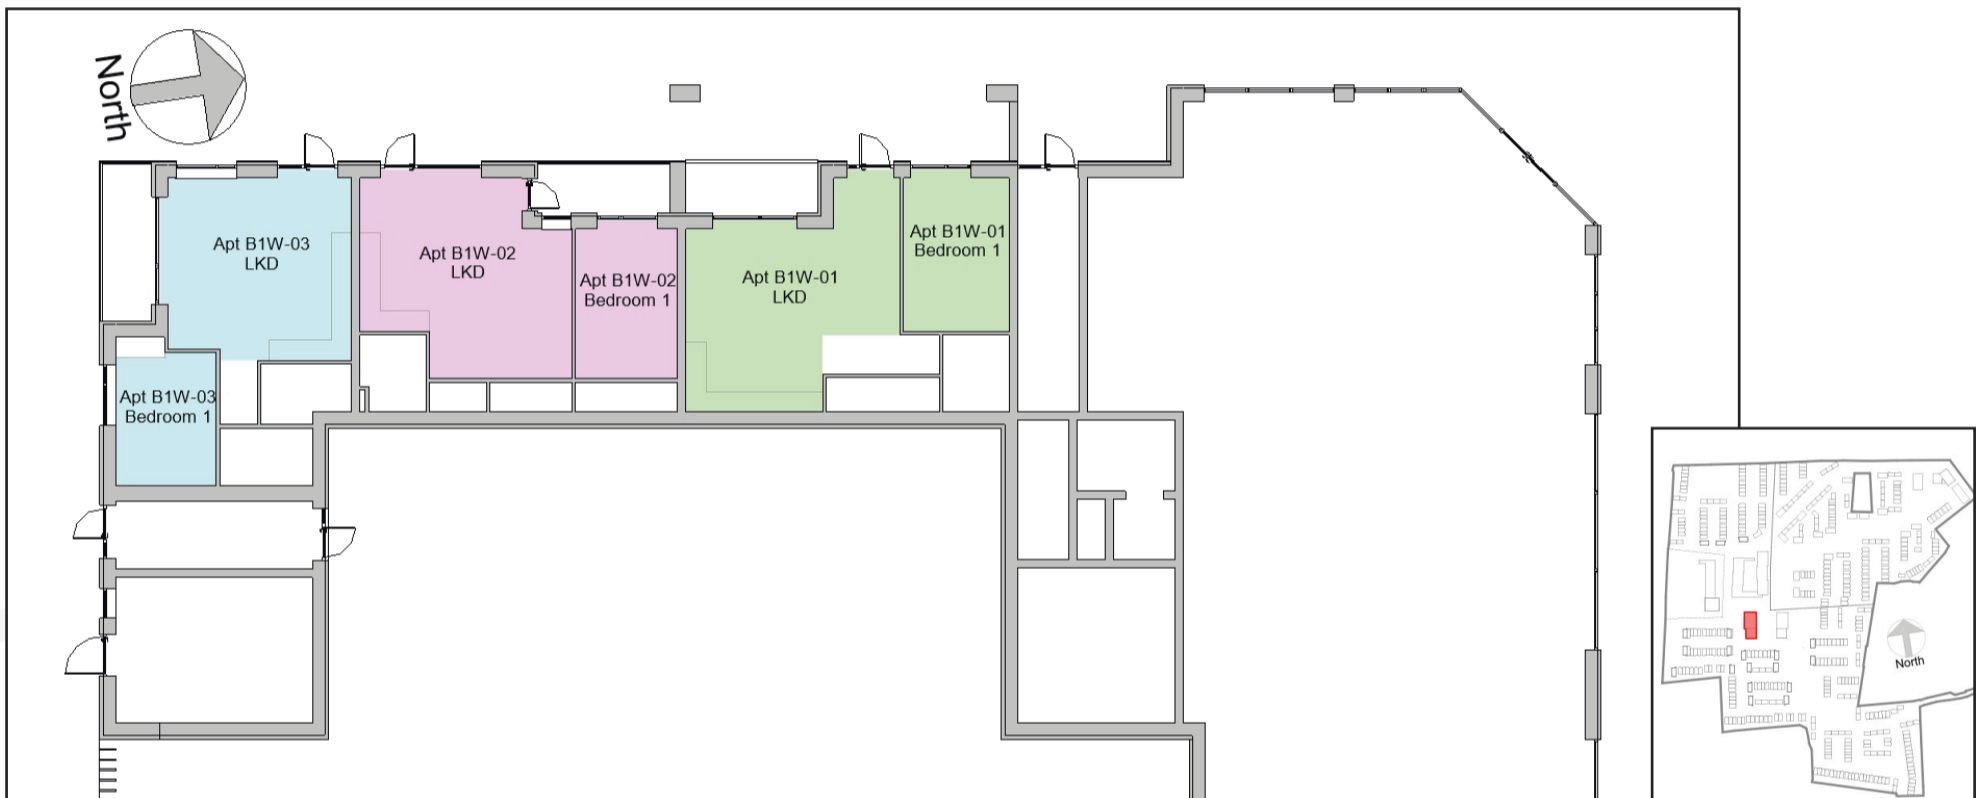 North
Apt B1W-03
LKD
Apt B1W-02
LKD
Apt B1W-02
Bedroom 1
Apt B1W-01
LKD
Apt B1W-01
Bedroom 1
Apt B1W-03
Bedroom 1
North